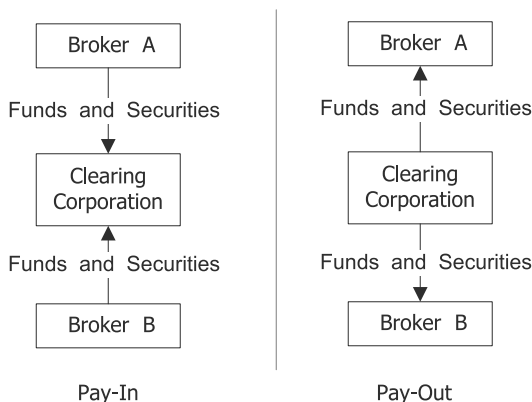 Broker A
Funds and Securities
Clearing
Corporation
Funds and Securities
Broker B
Pay-In
Broker A
Funds and Securities
Clearing
Corporation
Funds and Securities
Broker B
Pay-Out